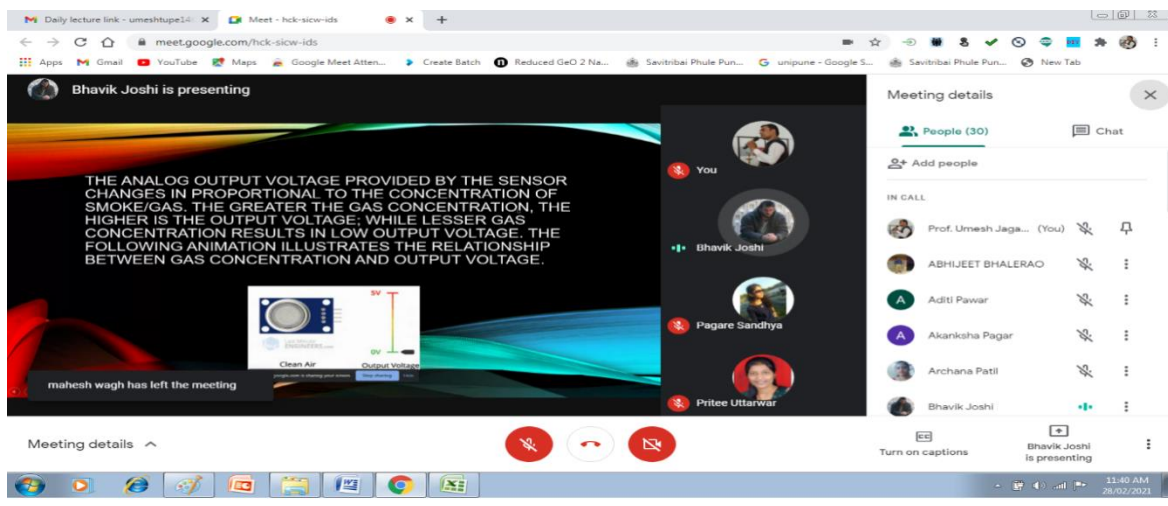 Daily lecture link - umeshtupe14
Meet - hck-sicw-ids
meet.google.com/hck-sicw-ids
Apps
Gmail
YouTube
Maps
Google Meet Atten...
Create Batch
Reduced GeO 2 Na...
Savitribai Phule Pun...
unipune - Google S...
Savitribai Phule Pun...
New Tab
Bhavik Joshi is presenting
THE ANALOG OUTPUT VOLTAGE PROVIDED BY THE SENSOR
CHANGES IN PROPORTIONAL TO THE CONCENTRATION OF
SMOKE/GAS. THE GREATER THE GAS CONCENTRATION, THE
HIGHER IS THE OUTPUT VOLTAGE; WHILE LESSER GAS
CONCENTRATION RESULTS IN LOW OUTPUT VOLTAGE. THE
FOLLOWING ANIMATION ILLUSTRATES THE RELATIONSHIP
BETWEEN GAS CONCENTRATION AND OUTPUT VOLTAGE.
5V
0V
Clean Air
Output Voltage
Stop sharing
mahesh wagh has left the meeting
You
Bhavik Joshi
Pagare Sandhya
Pritee Uttarwar
Meeting details
People (30)
Chat
Add people
IN CALL
Prof. Umesh Jaga... (You)
ABHIJEET BHALERAO
A
Aditi Pawar
A
Akanksha Pagar
Archana Patil
Bhavik Joshi
Meeting details
CC
Turn on captions
Bhavik Joshi
is presenting
11:40 AM
28/02/2021